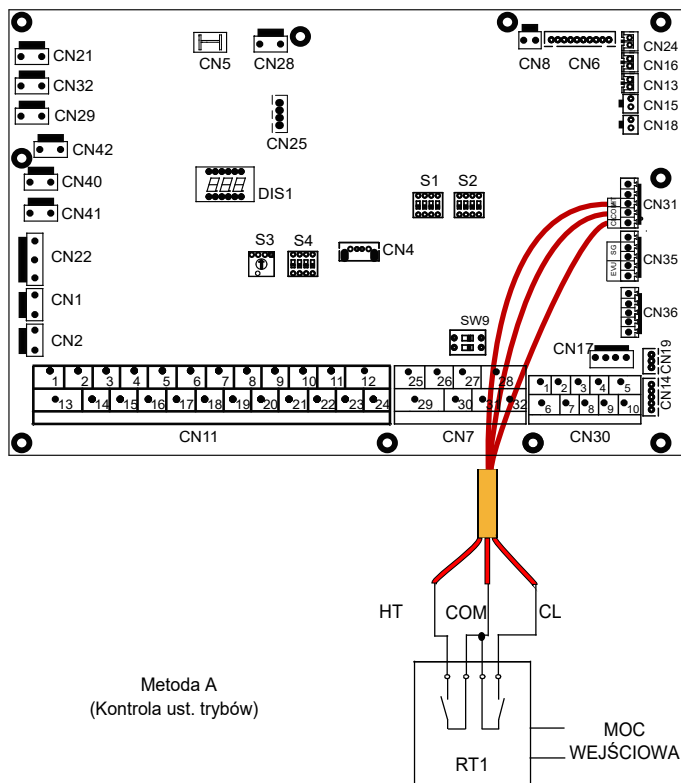 CN21
CN5
CN28
CN8
CN6
CN24
CN16
CN32
CN13
CN29
CN15
CN18
CN25
CN42
CN40
DIS1
S1
S2
CN41
CN31
CN22
S3
S4
CN4
SG
EVU
CN35
CN1
SW9
CN36
CN2
CN17
CN19
CN14
1 2 3 4 5 6 7 8 9 10 11 12
13 14 15 16 17 18 19 20 21 22 23 24
CN11
25 26 27 28
29 30 31 32
CN7
1 2 3 4 5
6 7 8 9 10
CN30
HT
COM
CL
Metoda A
(Kontrola ust. trybów)
RT1
MOC
WEJŚCIOWA